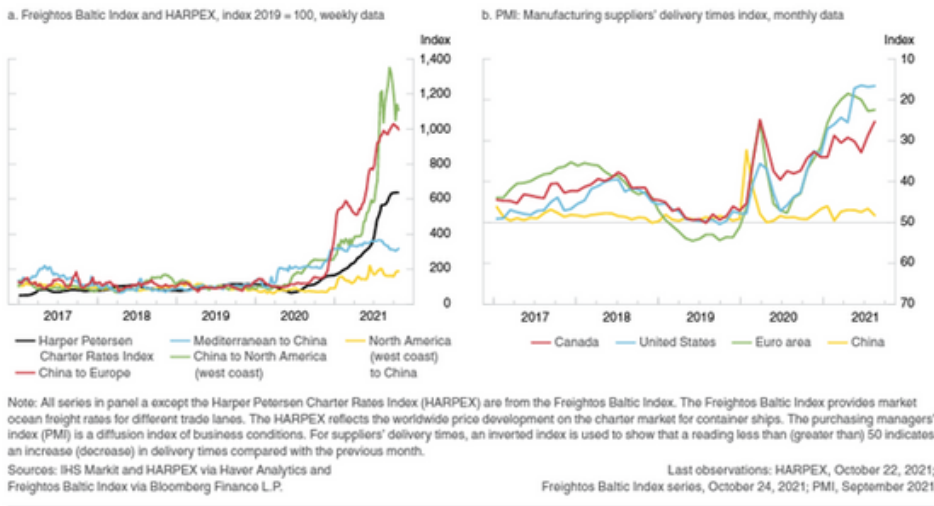 a. Freightos Baltic Index and HARPEX, index 2019 = 100, weekly data
Index
1,400
1,200
1,000
800
600
400
200
0
2017 2018 2019 2020 2021
Harper Petersen Charter Rates Index
China to Europe
Mediterranean to China
China to North America (west coast)
North America (west coast) to China
b. PMI: Manufacturing suppliers' delivery times index, monthly data
Index
10
20
30
40
50
60
70
2017 2018 2019 2020 2021
Canada United States Euro area China
Note: All series in panel a except the Harper Petersen Charter Rates Index (HARPEX) are from the Freightos Baltic Index. The Freightos Baltic Index provides market
ocean freight rates for different trade lanes. The HARPEX reflects the worldwide price development on the charter market for container ships. The purchasing managers'
index (PMI) is a diffusion index of business conditions. For suppliers' delivery times, an inverted index is used to show that a reading less than (greater than) 50 indicates
an increase (decrease) in delivery times compared with the previous month.
Sources: IHS Markit and HARPEX via Haver Analytics and
Freightos Baltic Index via Bloomberg Finance L.P.
Last observations: HARPEX, October 22, 2021;
Freightos Baltic Index series, October 24, 2021; PMI, September 2021